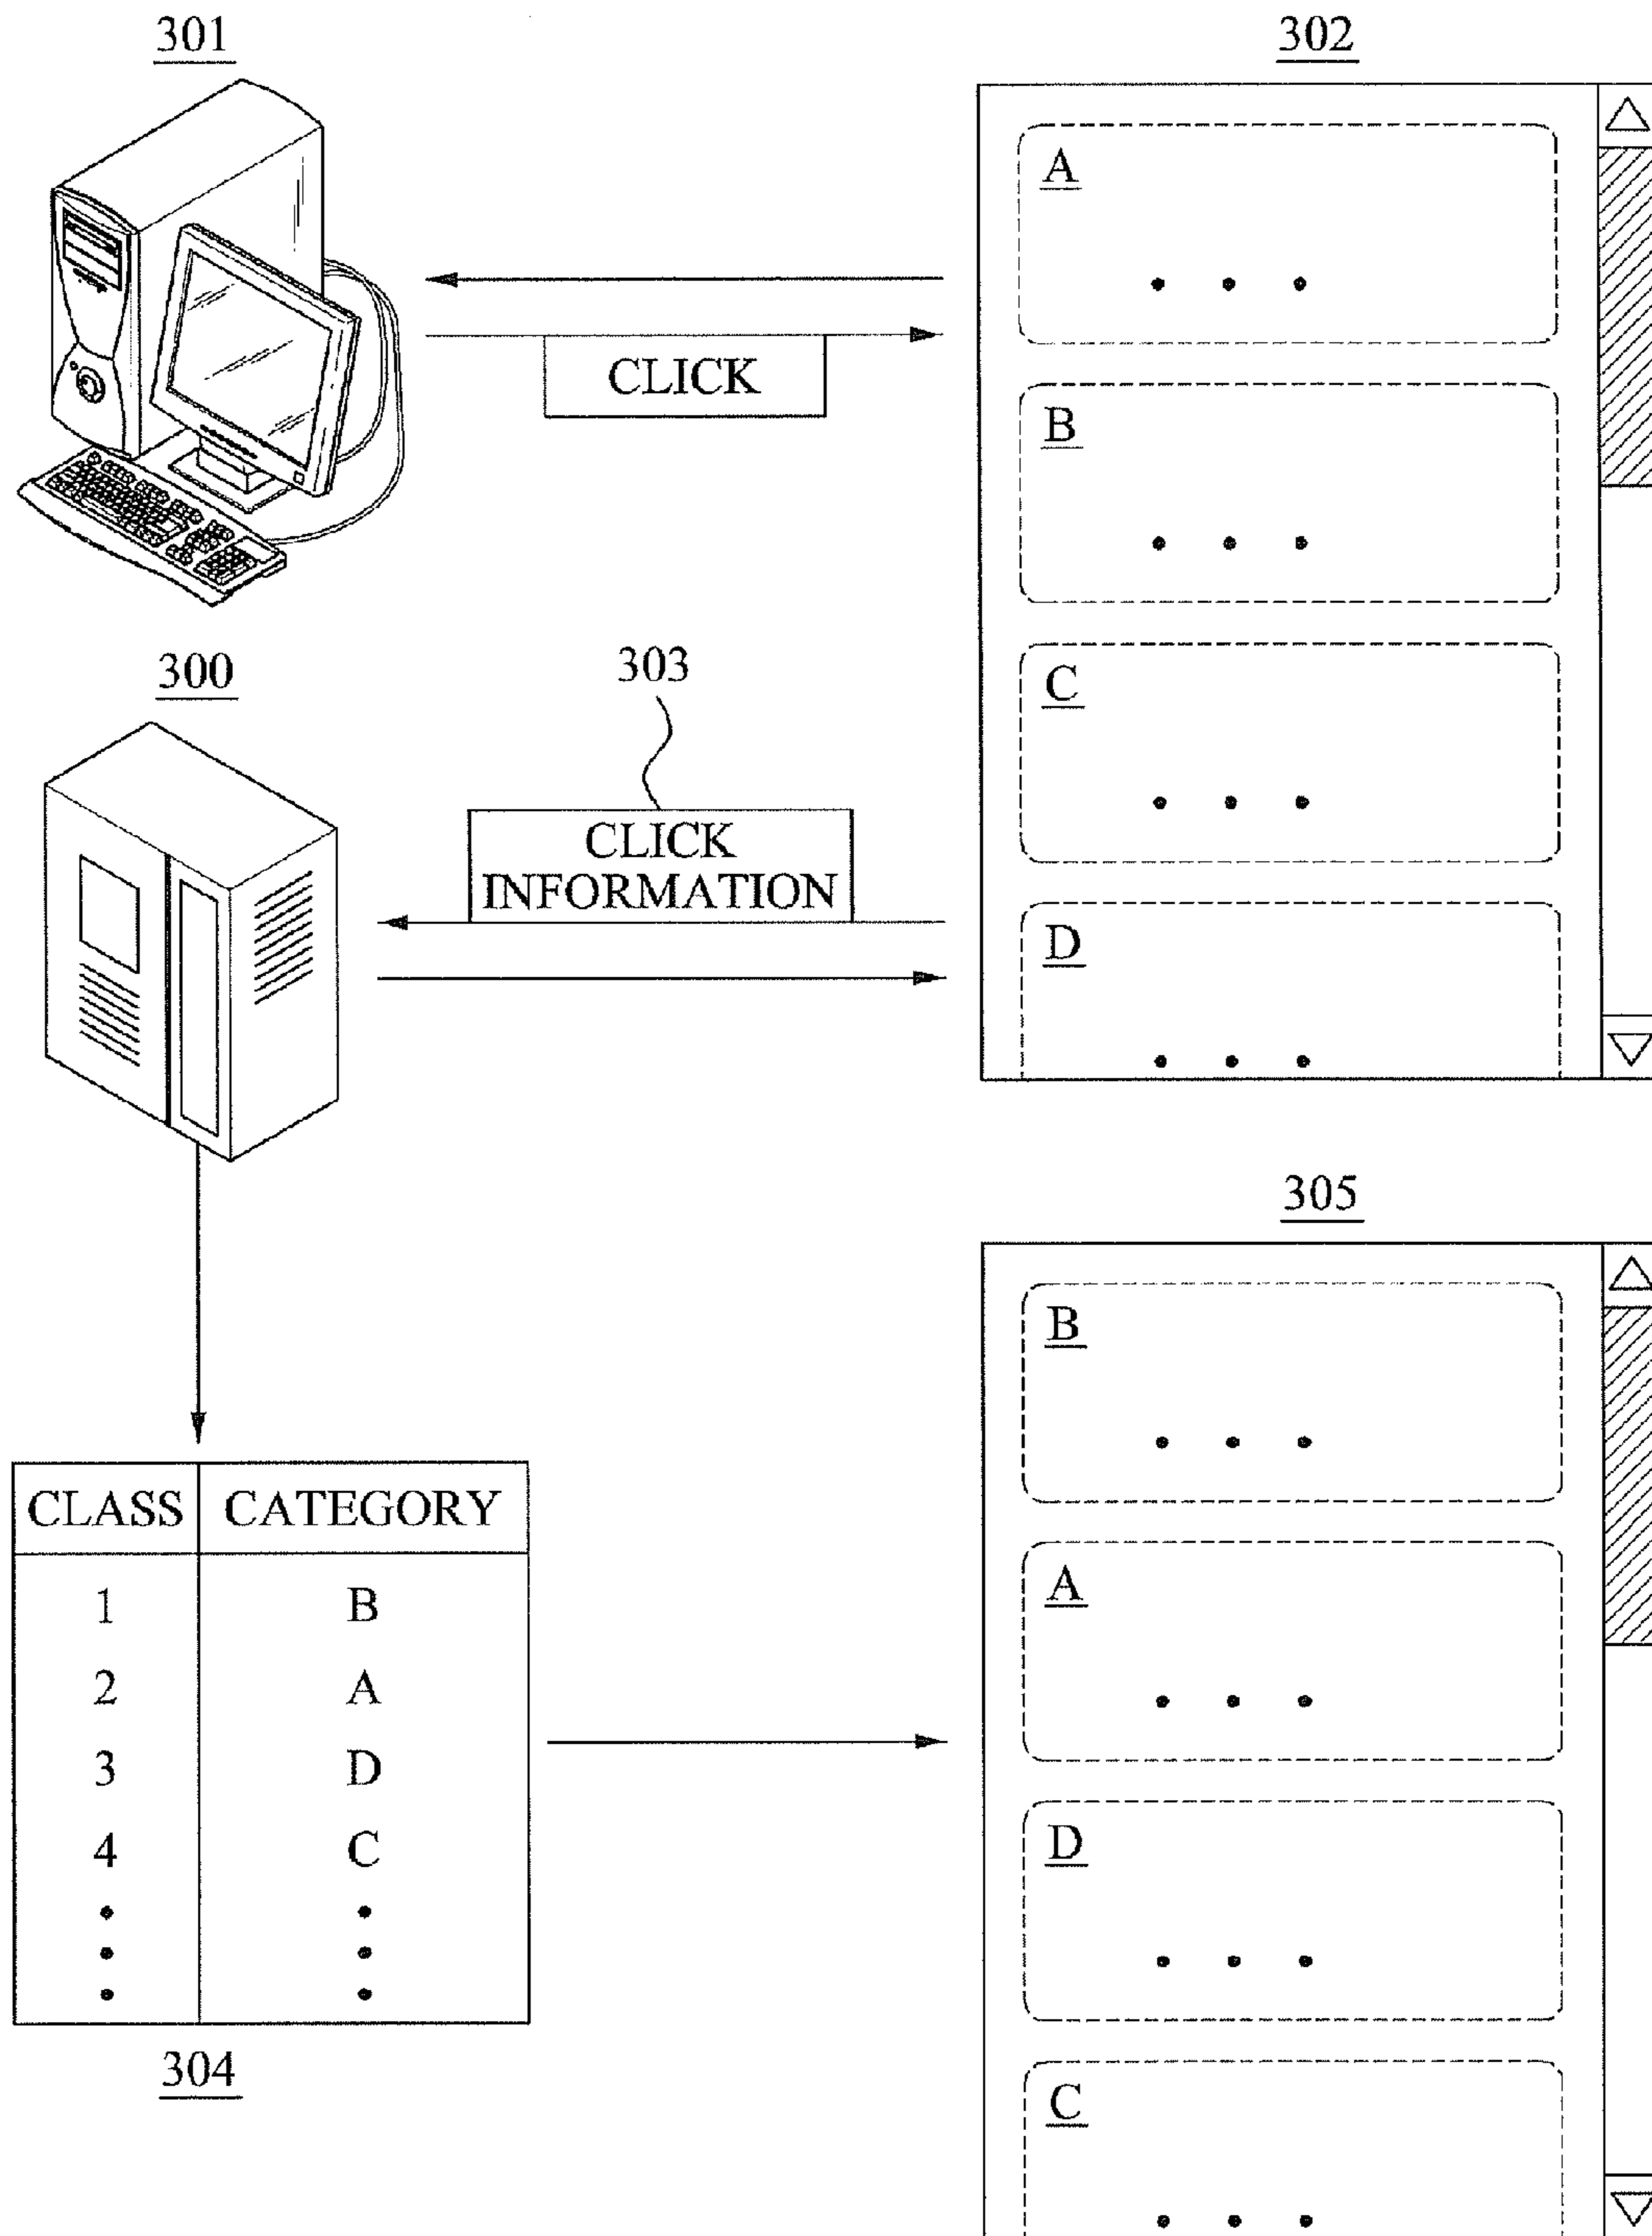 301
302
A
CLICK
B
300
303
C
CLICK
INFORMATION
D
305
B
CLASS CATEGORY
1 B
A
2 A
3 D
D
4 C
304
C